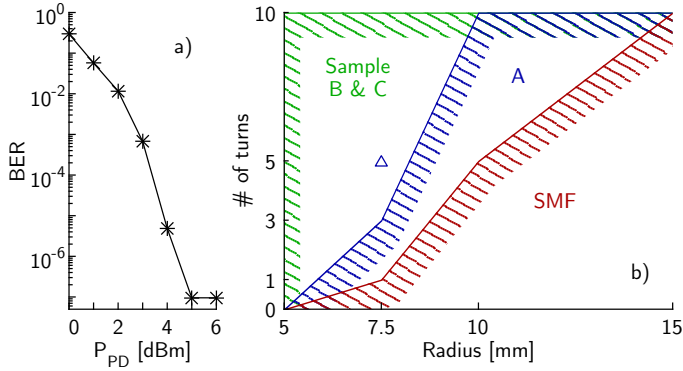 10^0
10^-2
10^-4
10^-6
BER
a)
0
2
4
6
P_PD [dBm]
10
5
3
1
0
# of turns
Sample
B & C
A
SMF
b)
5
7.5
10
15
Radius [mm]